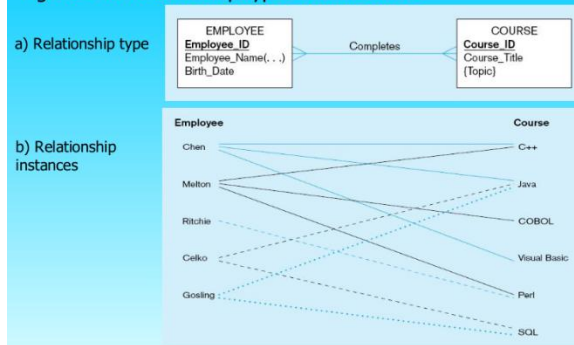 a) Relationship type
EMPLOYEE
Employee_ID
Employee_Name(. . .)
Birth_Date
Completes
COURSE
Course_ID
Course_Title
{Topic}
b) Relationship
instances
Employee
Course
Chen
C++
Melton
Java
Ritchie
COBOL
Celko
Visual Basic
Gosling
Perl
SQL